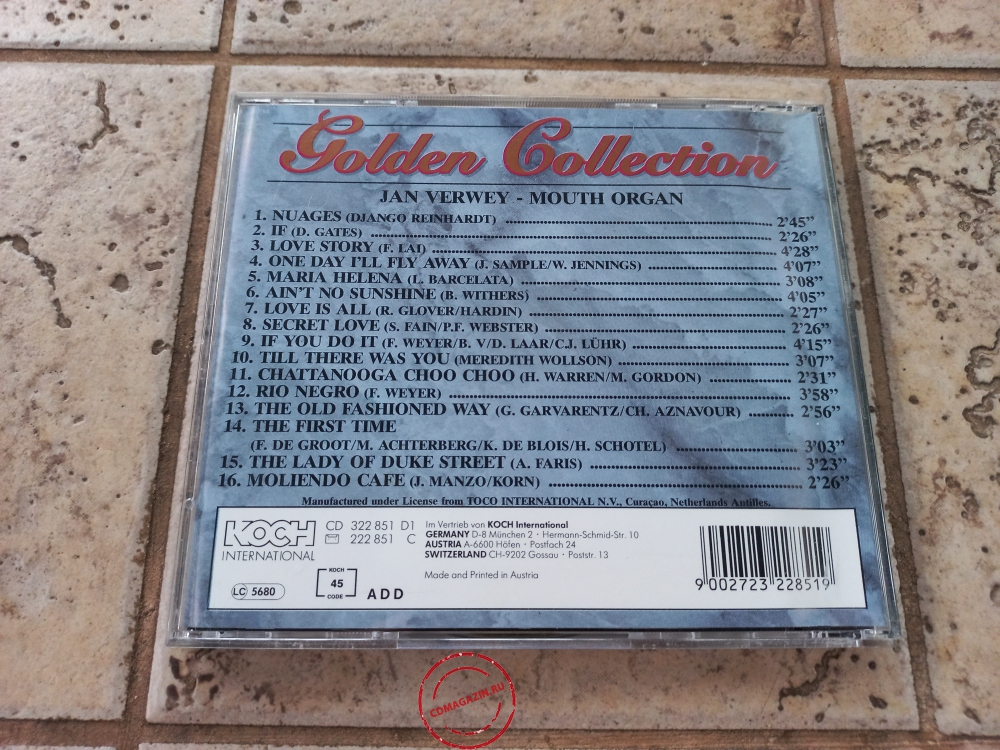 Golden Collection
JAN VERWEY - MOUTH ORGAN
1. NUAGES (DJANGO REINHARDT) 2'45"
2. IF (D. GATES) 2'26"
3. LOVE STORY (F. LAI) 4'28"
4. ONE DAY I'LL FLY AWAY (J. SAMPLE/W. JENNINGS) 4'07"
5. MARIA HELENA (L. BARCELATA) 3'08"
6. AIN'T NO SUNSHINE (B. WITHERS) 4'05"
7. LOVE IS ALL (R. GLOVER/HARDIN) 2'27"
8. SECRET LOVE (S. FAIN/P.F. WEBSTER) 2'26"
9. IF YOU DO IT (F. WEYER/B. V/D. LAAR/C.J. LÜHR) 4'15"
10. TILL THERE WAS YOU (MEREDITH WOLLSON) 3'07"
11. CHATTANOOGA CHOO CHOO (H. WARREN/M. GORDON) 2'31"
12. RIO NEGRO (F. WEYER) 3'58"
13. THE OLD FASHIONED WAY (G. GARVARENTZ/CH. AZNAVOUR) 2'56"
14. THE FIRST TIME
(F. DE GROOT/M. ACHTERBERG/K. DE BLOIS/H. SCHOTEL) 3'03"
15. THE LADY OF DUKE STREET (A. FARIS) 3'23"
16. MOLIENDO CAFE (J. MANZO/KORN) 2'26"
Manufactured under License from TOCO INTERNATIONAL N.V., Curaçao, Netherlands Antilles.
KOCH
INTERNATIONAL
CD 322 851 D1
222 851 C
Im Vertrieb von KOCH International
GERMANY D-8 München 2 · Hermann-Schmid-Str. 10
AUSTRIA A-6600 Höfen · Postfach 24
SWITZERLAND CH-9202 Gossau · Poststr. 13
Made and Printed in Austria
LC 5680
KOCH
45
CODE
ADD
9 002723 228519
CDMAGAZIN.RU